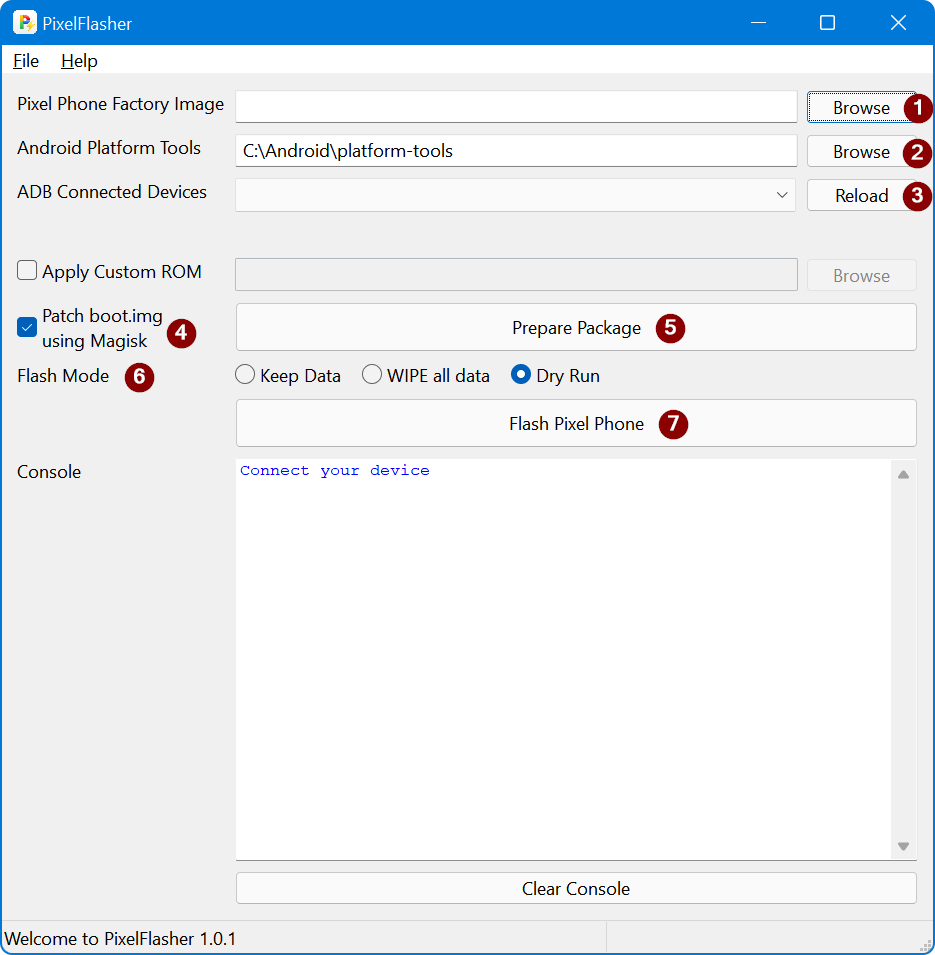 PixelFlasher
File Help
Pixel Phone Factory Image Browse 1
Android Platform Tools C:\Android\platform-tools Browse 2
ADB Connected Devices Reload 3
Apply Custom ROM Browse
Patch boot.img
using Magisk 4 Prepare Package 5
Flash Mode 6 Keep Data WIPE all data Dry Run
Flash Pixel Phone 7
Console Connect your device
Clear Console
Welcome to PixelFlasher 1.0.1